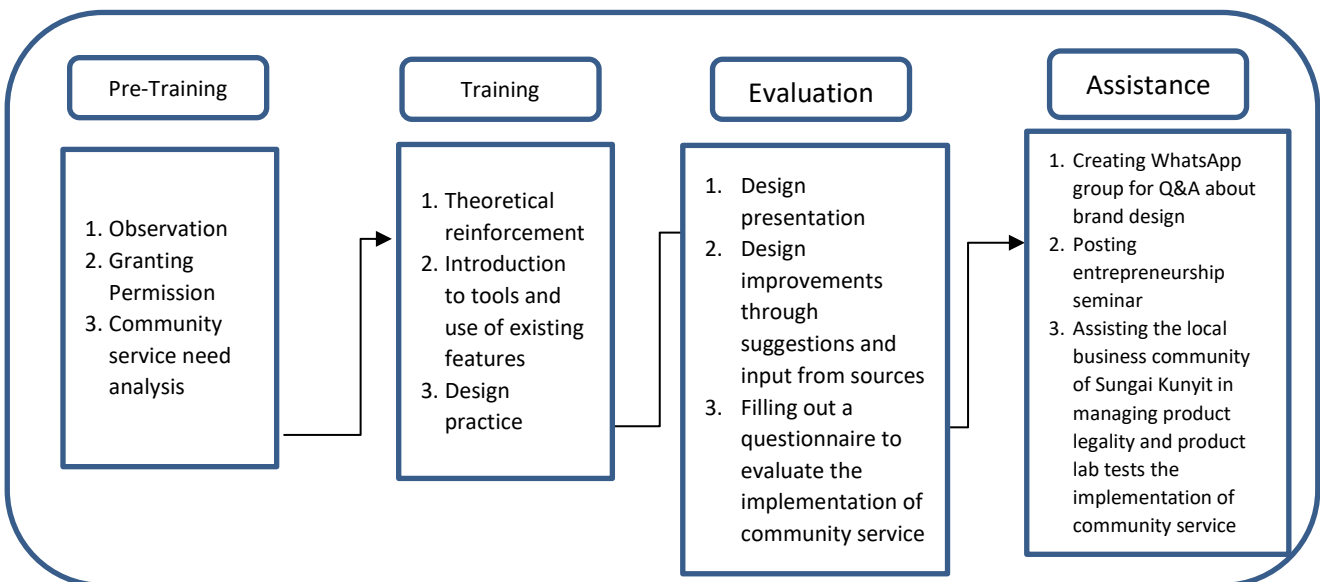 Pre-Training
1. Observation
2. Granting
Permission
3. Community
service need
analysis
Training
1. Theoretical
reinforcement
2. Introduction
to tools and
use of existing
features
3. Design
practice
Evaluation
1. Design
presentation
2. Design
improvements
through
suggestions and
input from sources
3. Filling out a
questionnaire to
evaluate the
implementation of
community service
Assistance
1. Creating WhatsApp
group for Q&A about
brand design
2. Posting
entrepreneurship
seminar
3. Assisting the local
business community
of Sungai Kunyit in
managing product
legality and product
lab tests the
implementation of
community service